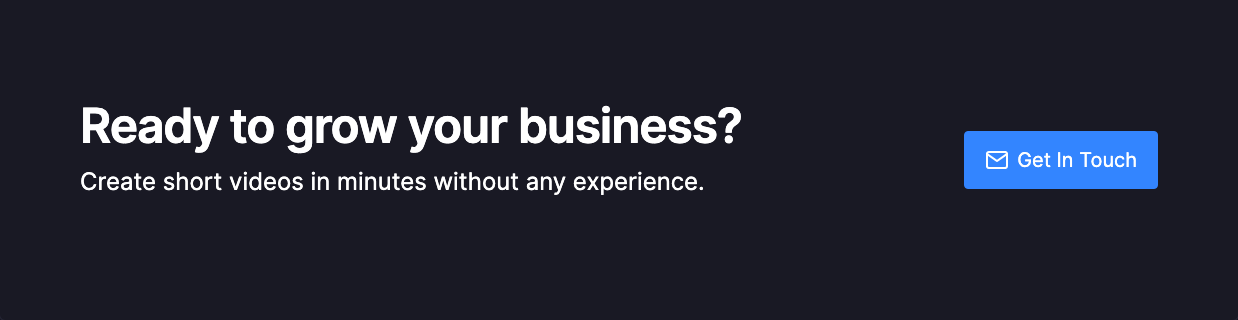 Ready to grow your business?
Create short videos in minutes without any experience.
Get In Touch